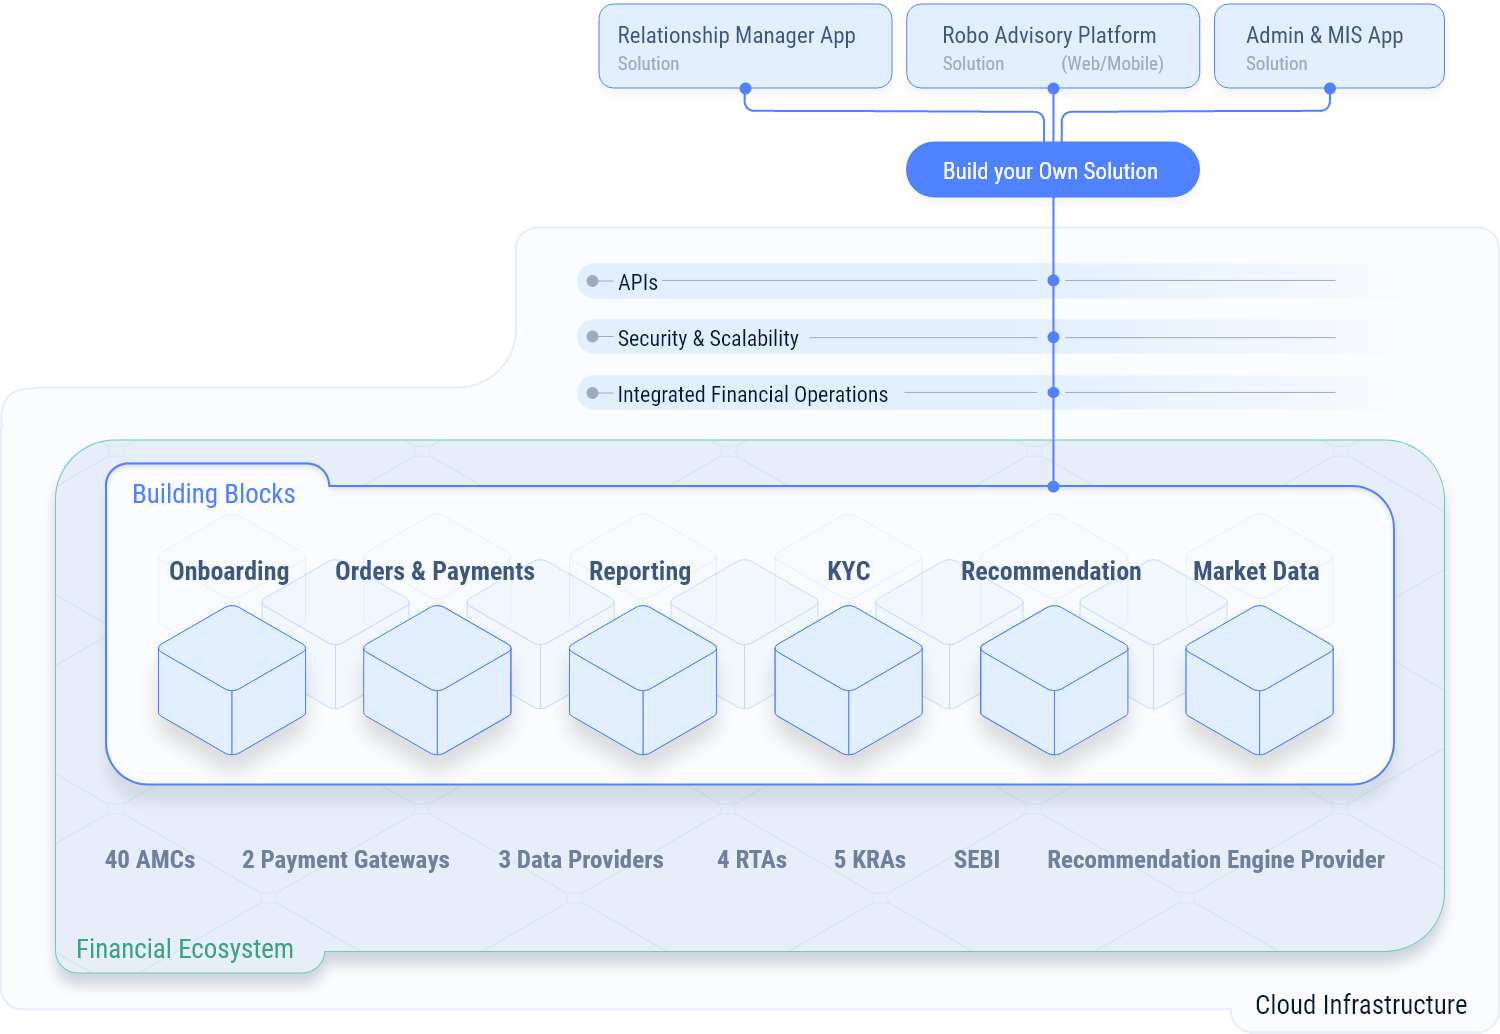 Relationship Manager App
Solution
Robo Advisory Platform
Solution (Web/Mobile)
Admin & MIS App
Solution
Build your Own Solution
APIs
Security & Scalability
Integrated Financial Operations
Building Blocks
Onboarding
Orders & Payments
Reporting
KYC
Recommendation
Market Data
40 AMCs
2 Payment Gateways
3 Data Providers
4 RTAs
5 KRAs
SEBI
Recommendation Engine Provider
Financial Ecosystem
Cloud Infrastructure